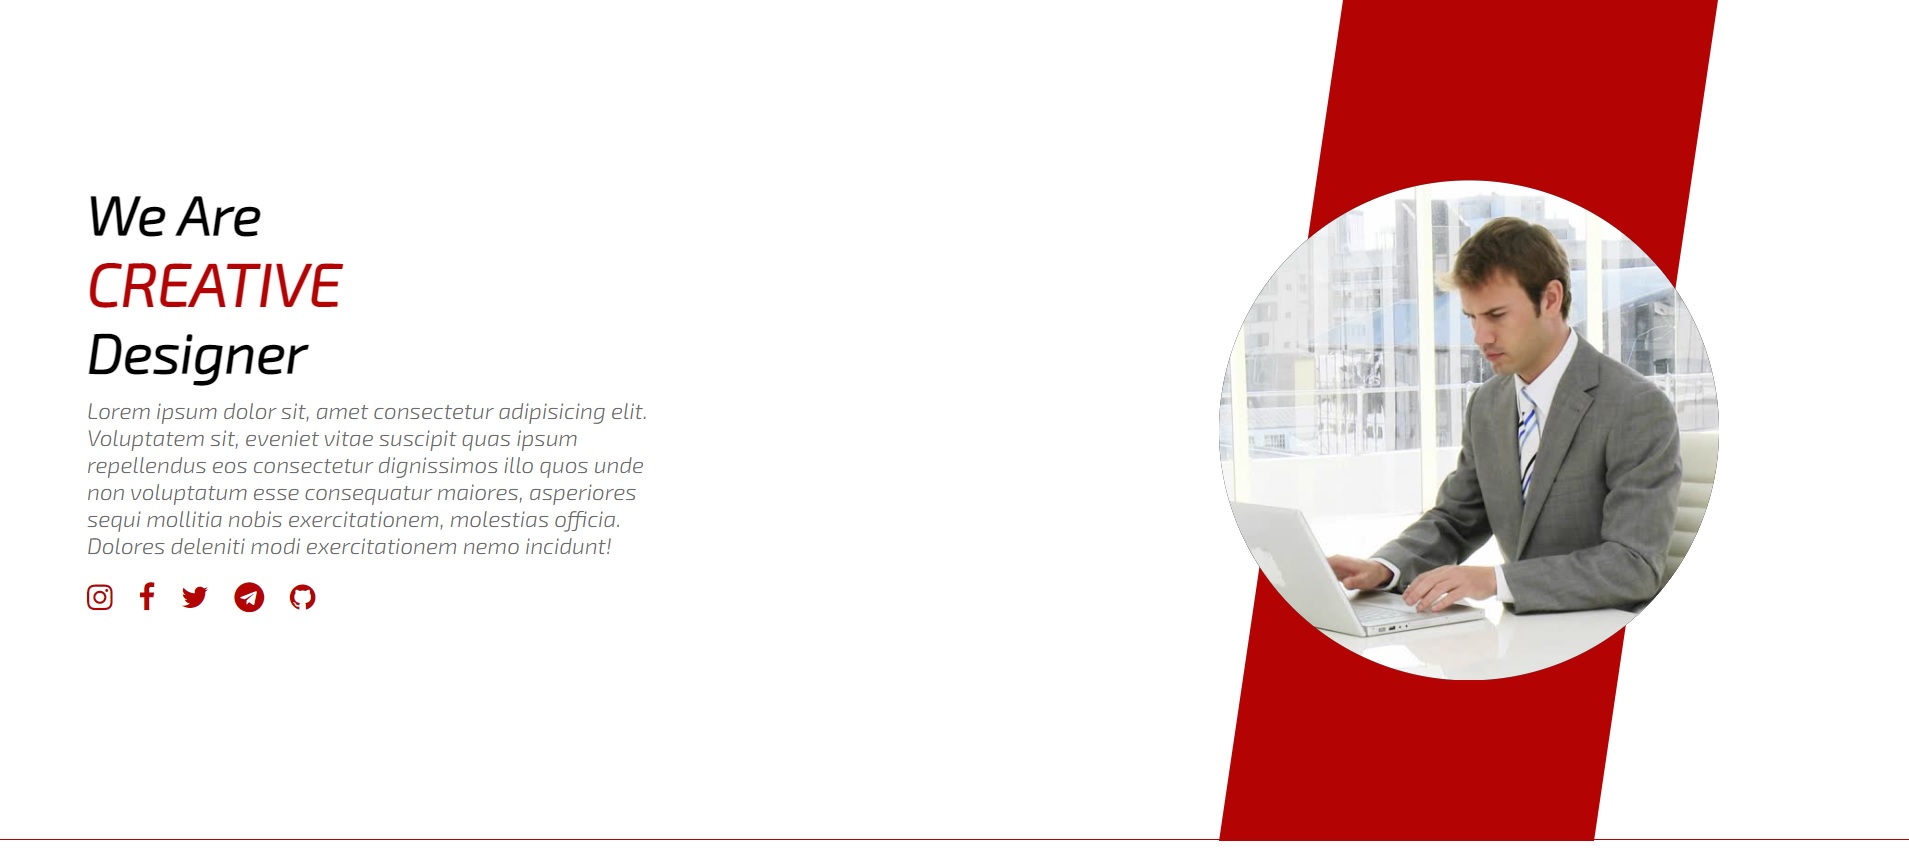 We Are
CREATIVE
Designer
Lorem ipsum dolor sit, amet consectetur adipisicing elit.
Voluptatem sit, eveniet vitae suscipit quas ipsum
repellendus eos consectetur dignissimos illo quos unde
non voluptatum esse consequatur maiores, asperiores
sequi mollitia nobis exercitationem, molestias officia.
Dolores deleniti modi exercitationem nemo incidunt!